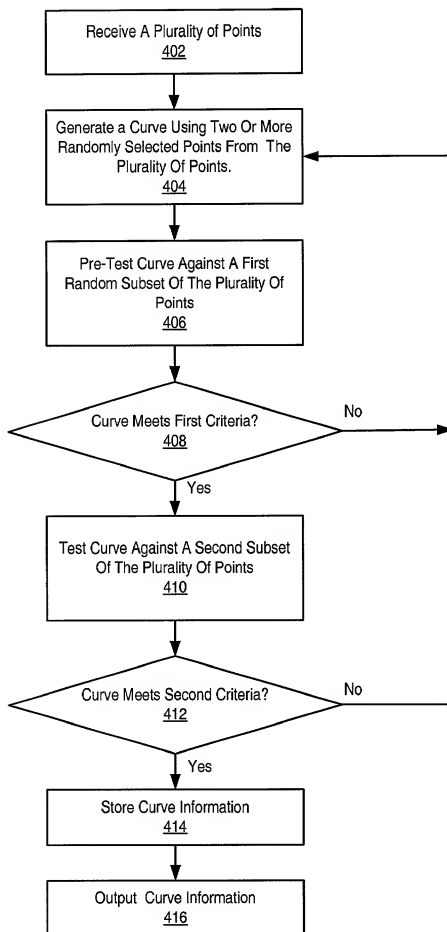 Receive A Plurality of Points
402
Generate a Curve Using Two Or More
Randomly Selected Points From The
Plurality Of Points.
404
Pre-Test Curve Against A First
Random Subset Of The Plurality Of
Points
406
Curve Meets First Criteria?
408
No
Yes
Test Curve Against A Second Subset
Of The Plurality Of Points
410
Curve Meets Second Criteria?
412
No
Yes
Store Curve Information
414
Output Curve Information
416